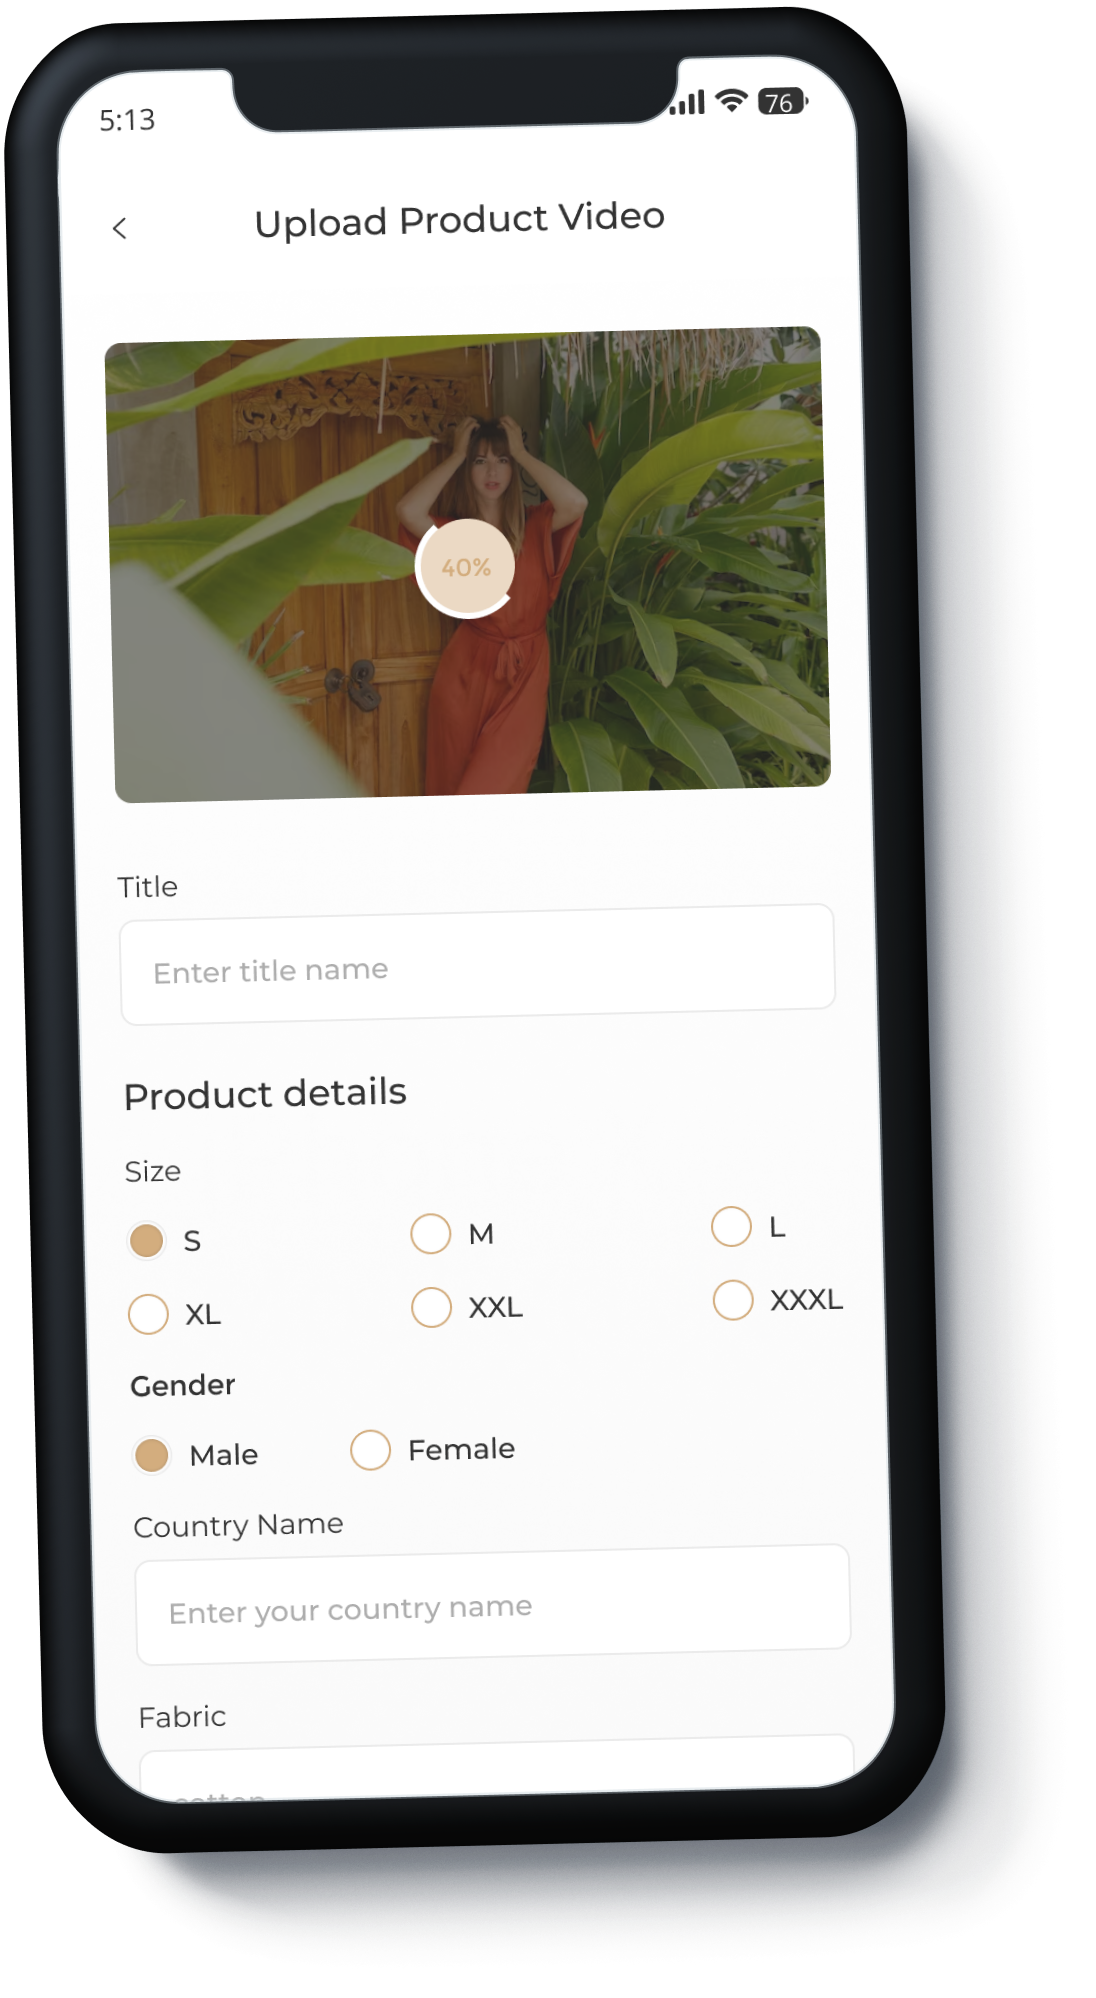 5:13
76
Upload Product Video
40%
Title
Enter title name
Product details
Size
S M L
XL XXL XXXL
Gender
Male Female
Country Name
Enter your country name
Fabric
cotton